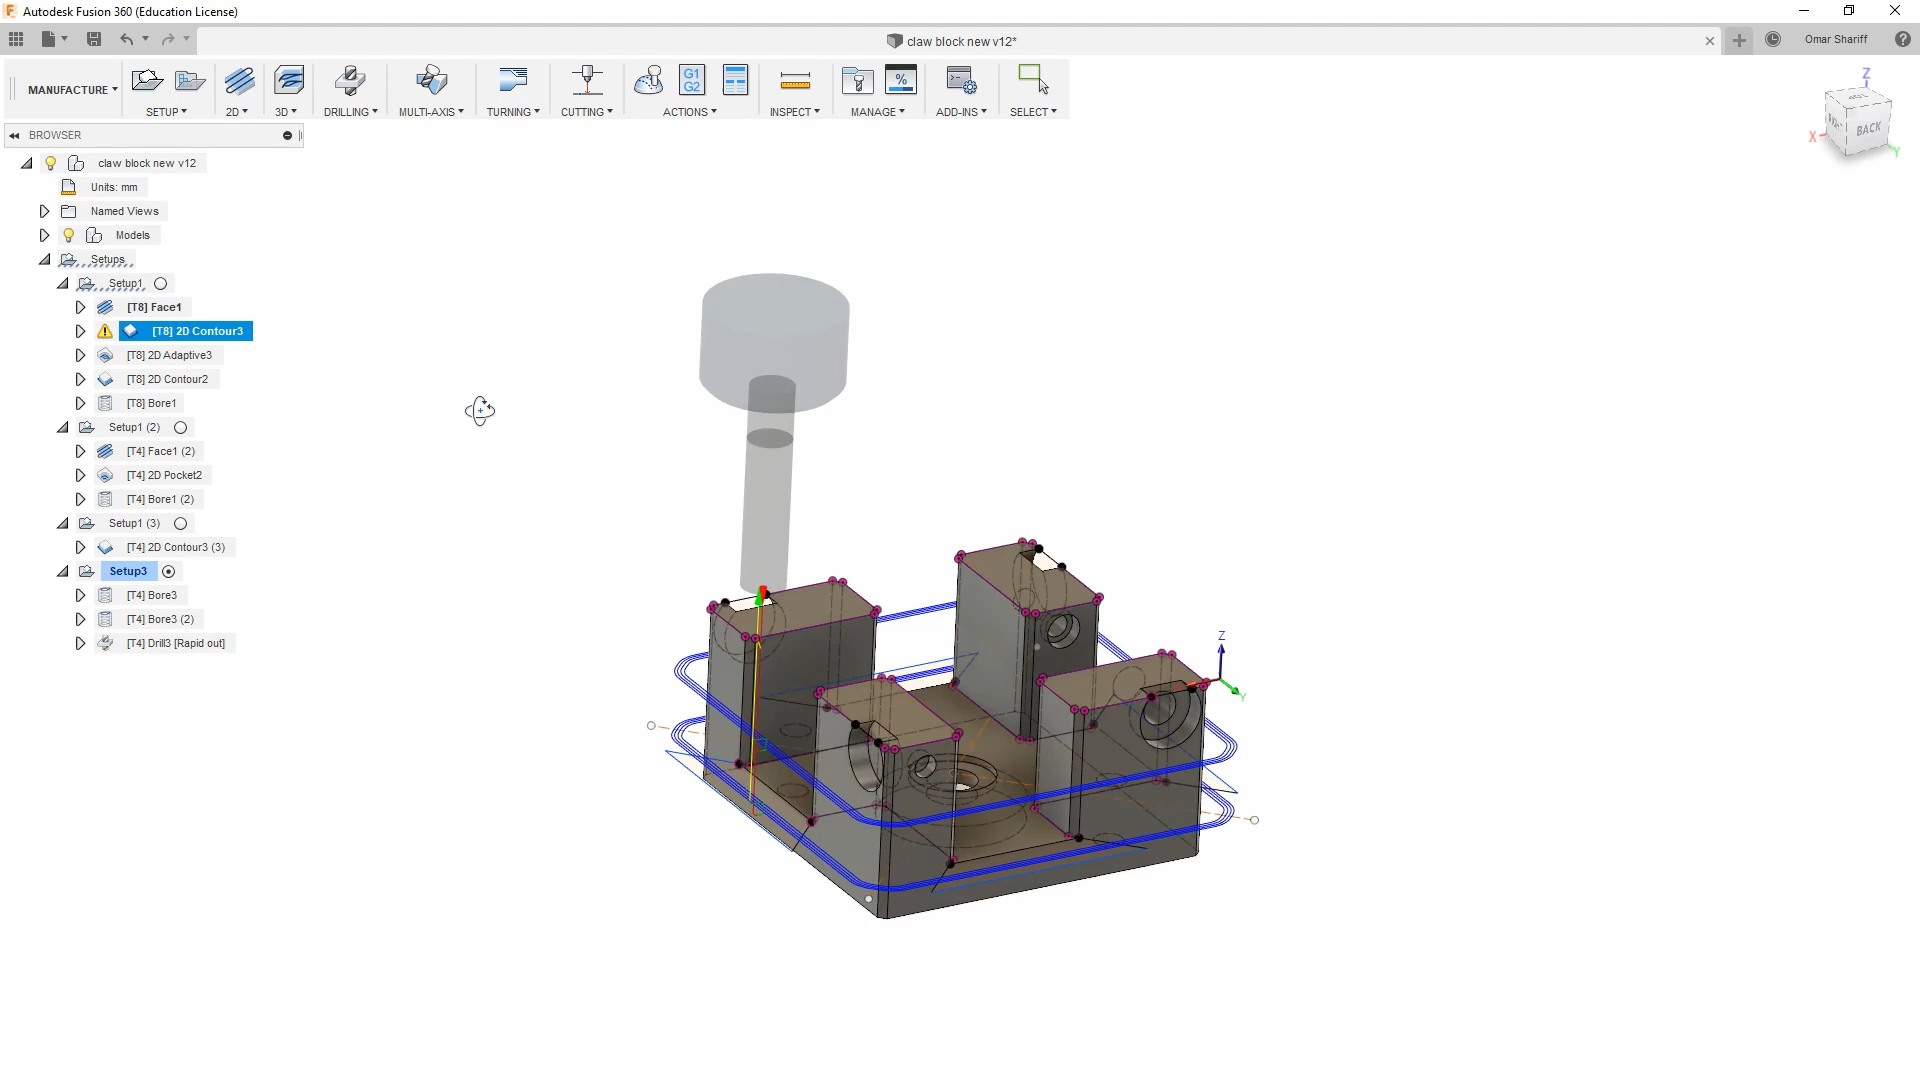 Autodesk Fusion 360 (Education License)
claw block new v12*
Omar Shariff
MANUFACTURE
G1
G2
%
SETUP
2D
3D
DRILLING
MULTI-AXIS
TURNING
CUTTING
ACTIONS
INSPECT
MANAGE
ADD-INS
SELECT
Z
TOP
BACK
X
Y
BROWSER
claw block new v12
Units: mm
Named Views
Models
Setups
Setup1
[T8] Face1
[T8] 2D Contour3
[T8] 2D Adaptive3
[T8] 2D Contour2
[T8] Bore1
Setup1 (2)
[T4] Face1 (2)
[T4] 2D Pocket2
[T4] Bore1 (2)
Setup1 (3)
[T4] 2D Contour3 (3)
Setup3
[T4] Bore3
[T4] Bore3 (2)
[T4] Drill3 [Rapid out]
Z
Y